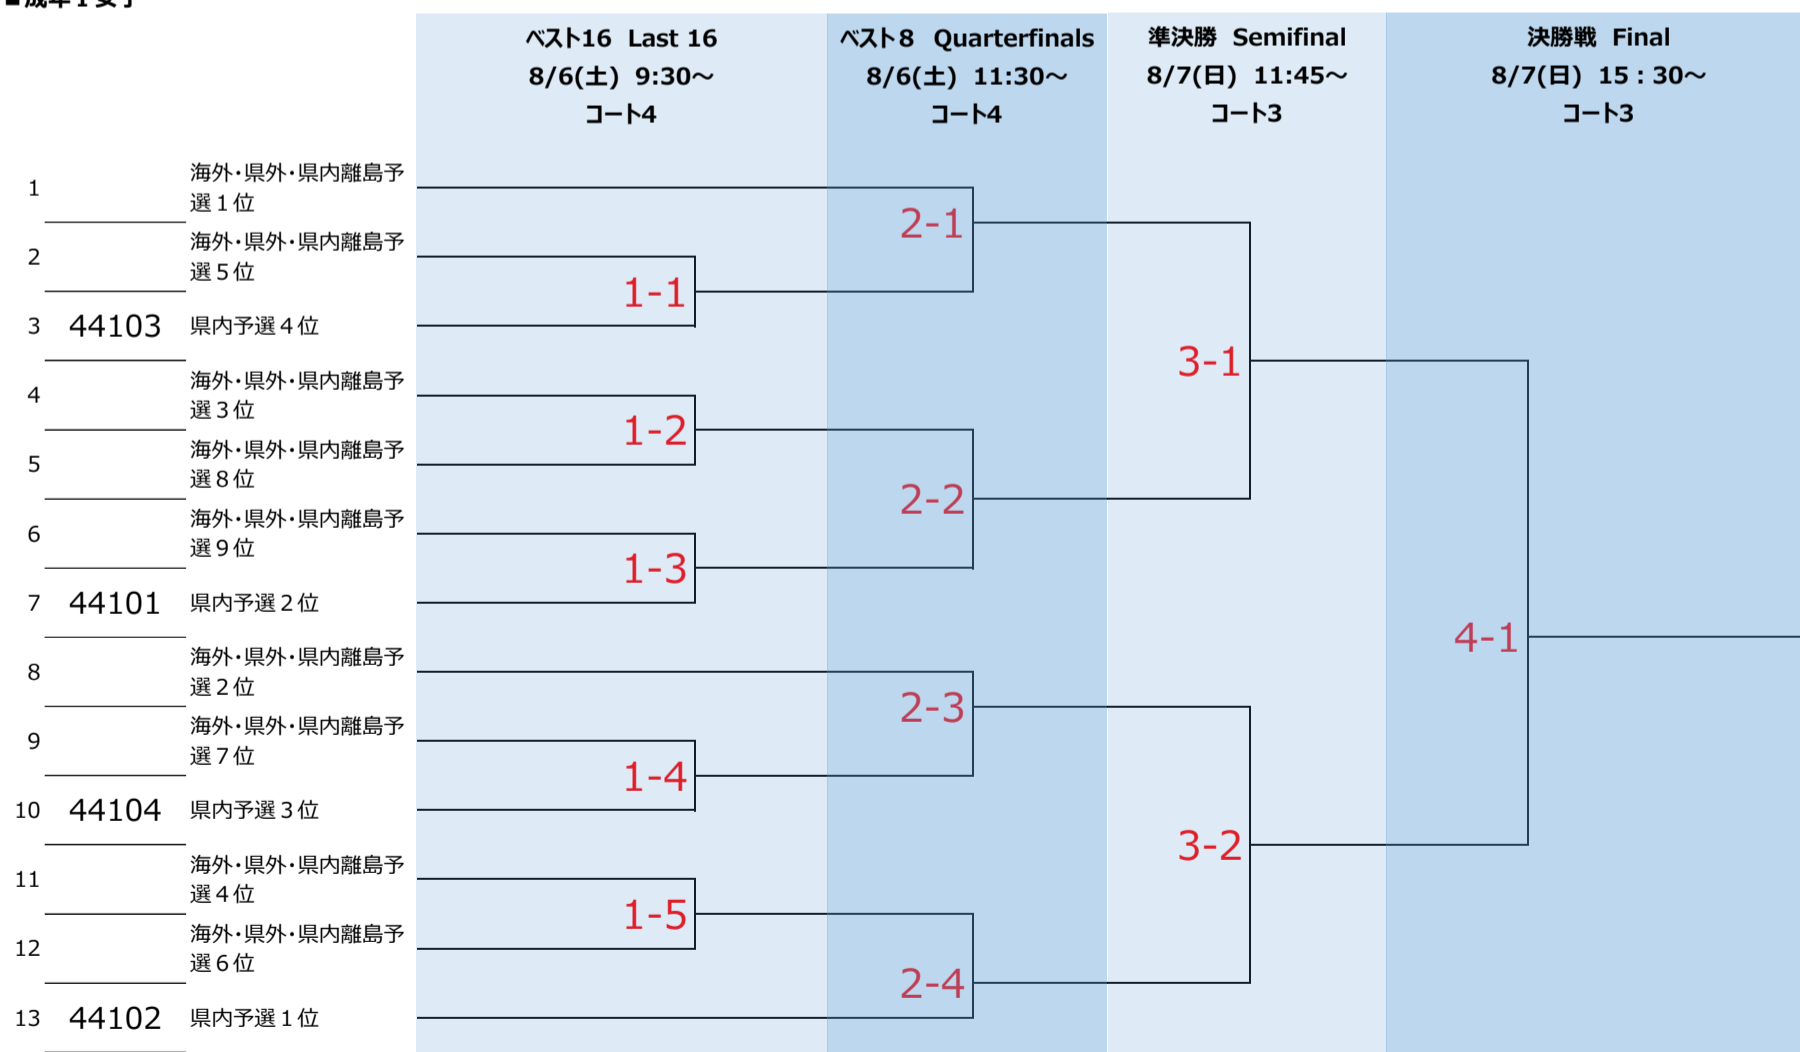 ベスト16 Last 16
8/6(土) 9:30～
コート4
ベスト8 Quarterfinals
8/6(土) 11:30～
コート4
準決勝 Semifinal
8/7(日) 11:45～
コート3
決勝戦 Final
8/7(日) 15：30～
コート3
1 海外・県外・県内離島予
選１位
2 海外・県外・県内離島予
選５位
3 44103 県内予選４位
4 海外・県外・県内離島予
選３位
5 海外・県外・県内離島予
選８位
6 海外・県外・県内離島予
選９位
7 44101 県内予選２位
8 海外・県外・県内離島予
選２位
9 海外・県外・県内離島予
選７位
10 44104 県内予選３位
11 海外・県外・県内離島予
選４位
12 海外・県外・県内離島予
選６位
13 44102 県内予選１位
1-1
1-2
1-3
1-4
1-5
2-1
2-2
2-3
2-4
3-1
3-2
4-1